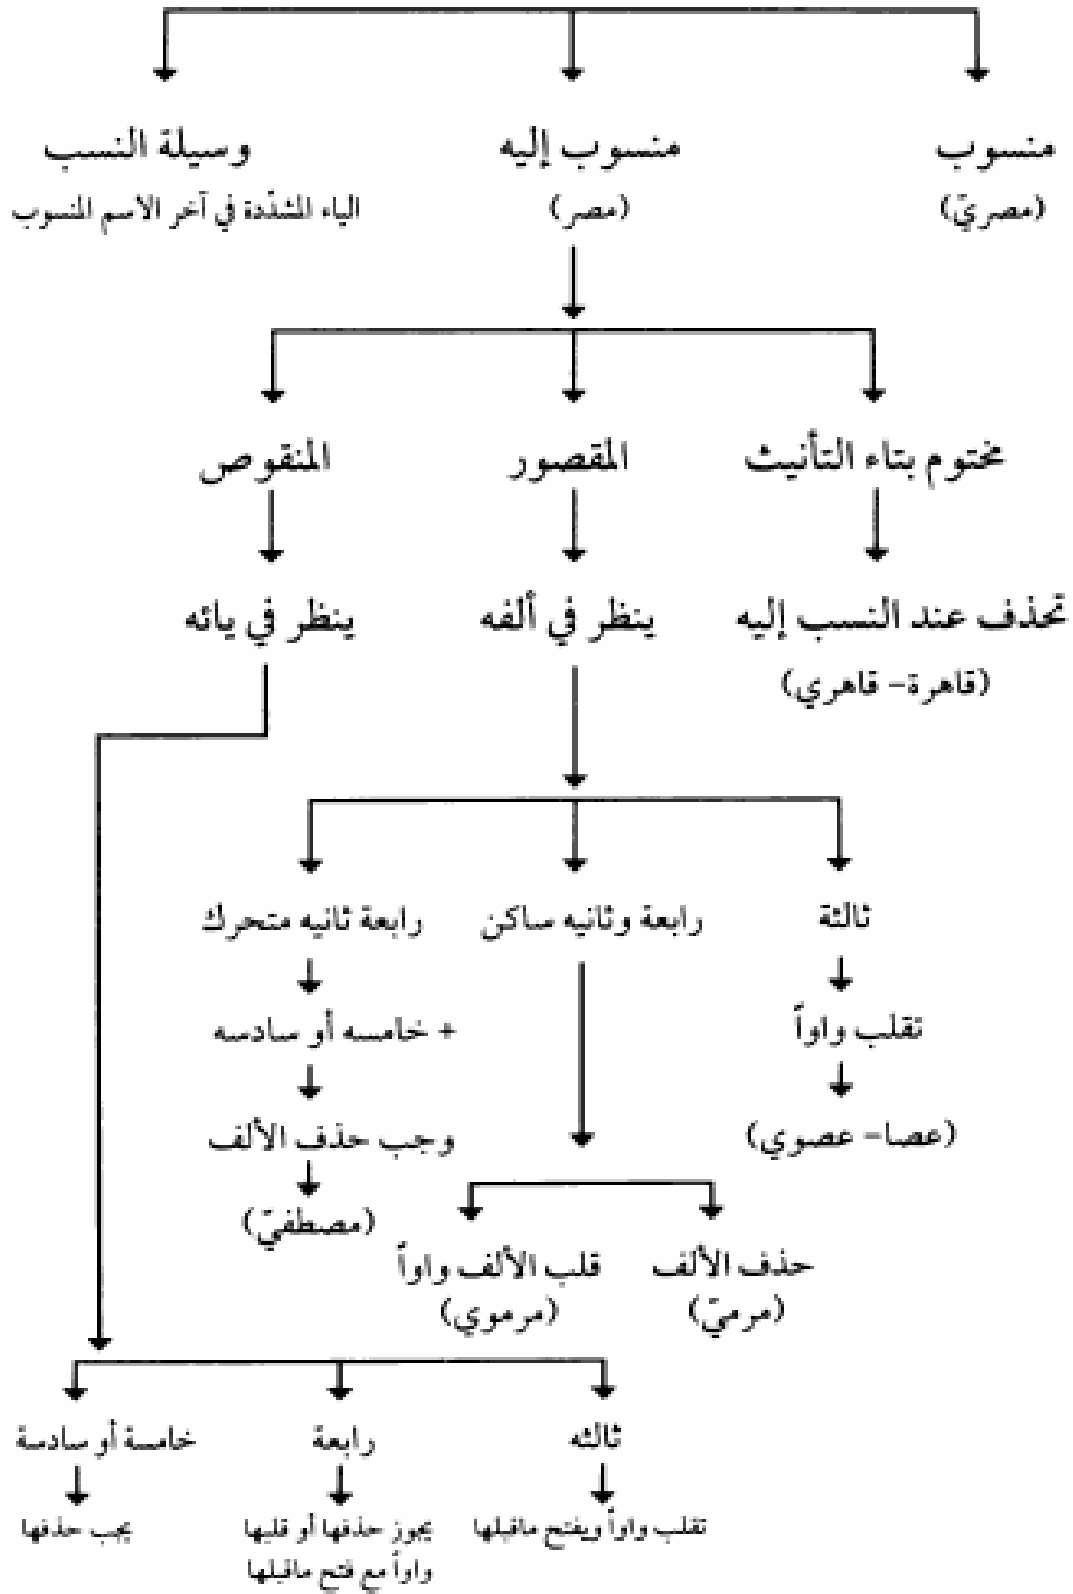 منسوب
(مصريّ)
منسوب إليه
(مصر)
وسيلة النسب
الياء المشدّدة في آخر الاسم المنسوب
مختوم بتاء التأنيث
المقصور
المنقوص
تحذف عند النسب إليه
(قاهرة - قاهري)
ينظر في ألفه
ينظر في يائه
ثالثة
رابعة وثانيه ساكن
رابعة ثانيه متحرك
تقلب واواً
+ خامسه أو سادسه
(عصا - عصوي)
وجب حذف الألف
(مصطفيّ)
حذف الألف
(مرميّ)
قلب الألف واواً
(مرموي)
ثالثه
رابعة
خامسة أو سادسة
تقلب واواً ويفتح ماقبلها
يجوز حذفها أو قلبها
واواً مع فتح ماقبلها
يجب حذفها